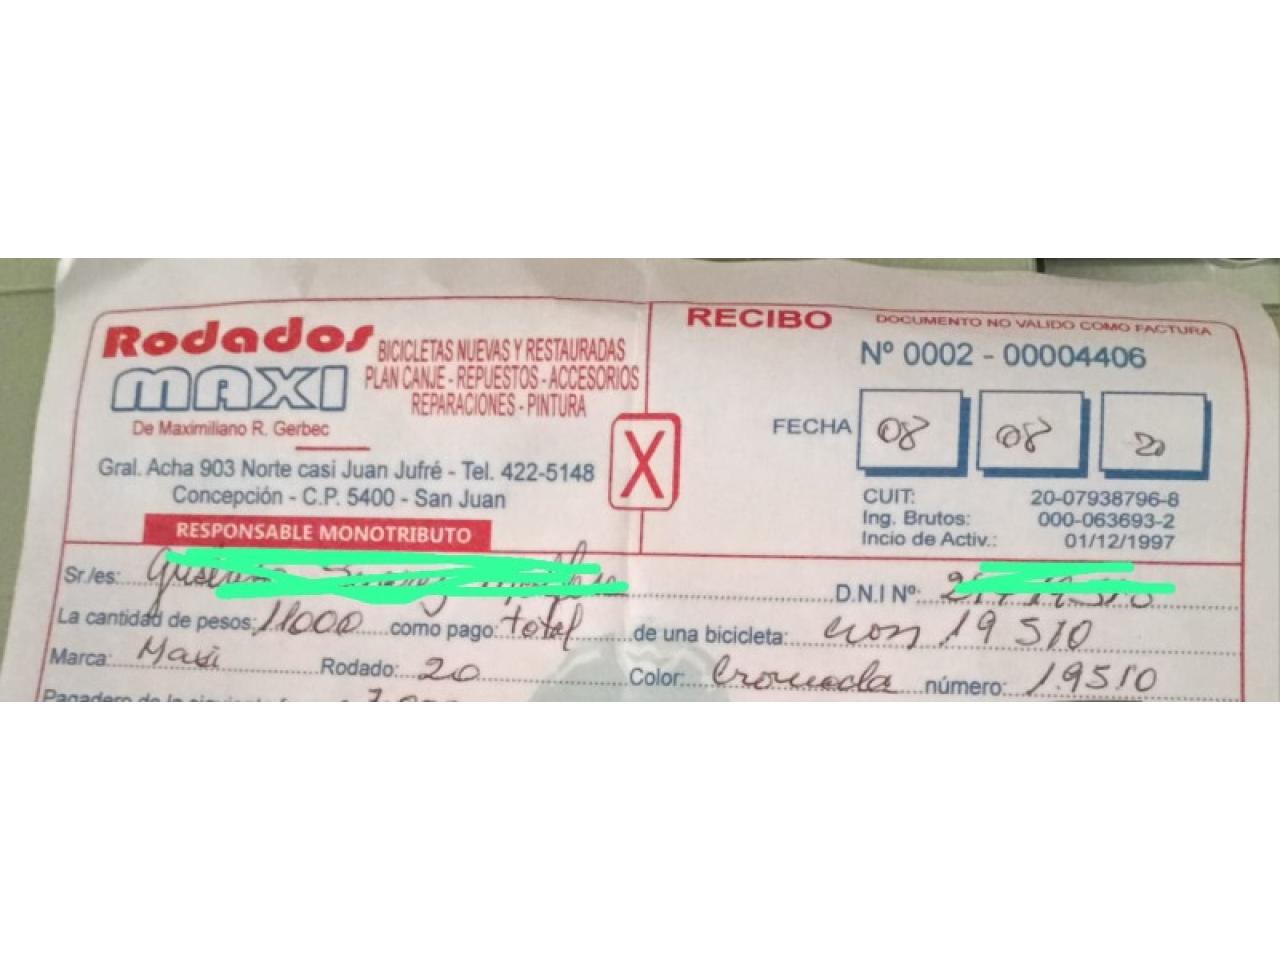 Rodados
MAXI
De Maximiliano R. Gerbec
BICICLETAS NUEVAS Y RESTAURADAS
PLAN CANJE - REPUESTOS - ACCESORIOS
REPARACIONES - PINTURA
Gral. Acha 903 Norte casi Juan Jufré - Tel. 422-5148
Concepción - C.P. 5400 - San Juan
RESPONSABLE MONOTRIBUTO
X
RECIBO DOCUMENTO NO VALIDO COMO FACTURA
Nº 0002 - 00004406
FECHA 08 08 20
CUIT: 20-07938796-8
Ing. Brutos: 000-063693-2
Incio de Activ.: 01/12/1997
Sr./es: D.N.I Nº:
La cantidad de pesos: 11000 como pago: total de una bicicleta: 19510
Marca: Maxi Rodado: 20 Color: Cromada número: 19510
Pagadero de la siguiente